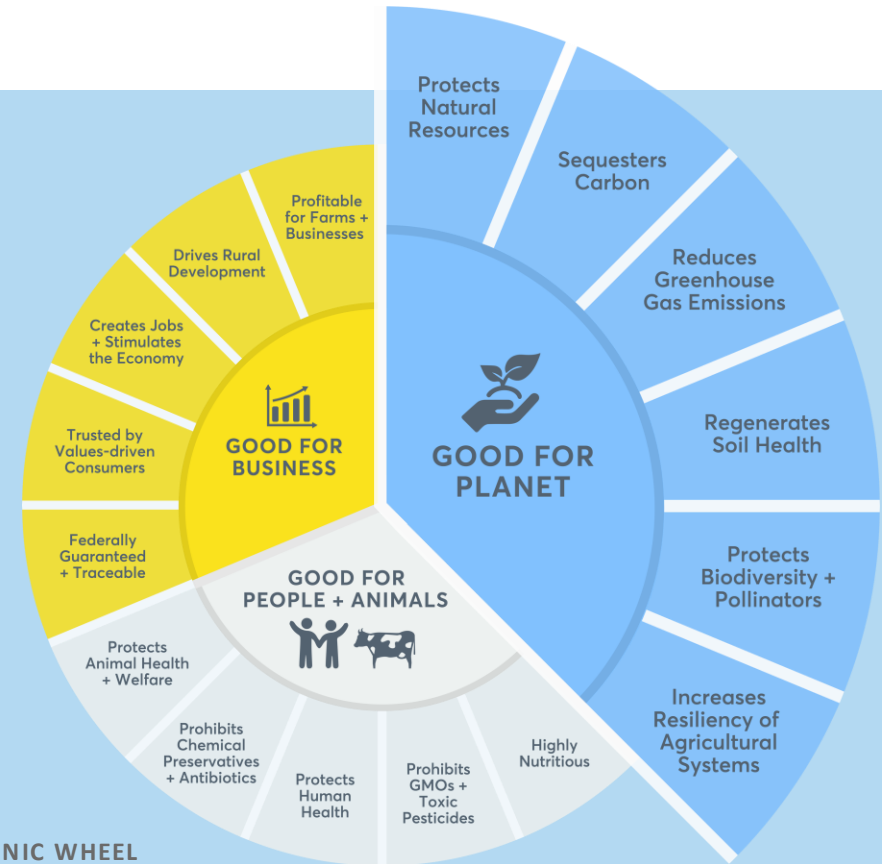 Protects
Natural
Resources
Sequesters
Carbon
Reduces
Greenhouse
Gas Emissions
Regenerates
Soil Health
Protects
Biodiversity +
Pollinators
Increases
Resiliency of
Agricultural
Systems
GOOD FOR
PLANET
Profitable
for Farms +
Businesses
Drives Rural
Development
Creates Jobs
+ Stimulates
the Economy
Trusted by
Values-driven
Consumers
Federally
Guaranteed
+ Traceable
GOOD FOR
BUSINESS
GOOD FOR
PEOPLE + ANIMALS
Protects
Animal Health
+ Welfare
Prohibits
Chemical
Preservatives
+ Antibiotics
Protects
Human
Health
Prohibits
GMOs +
Toxic
Pesticides
Highly
Nutritious
NIC WHEEL